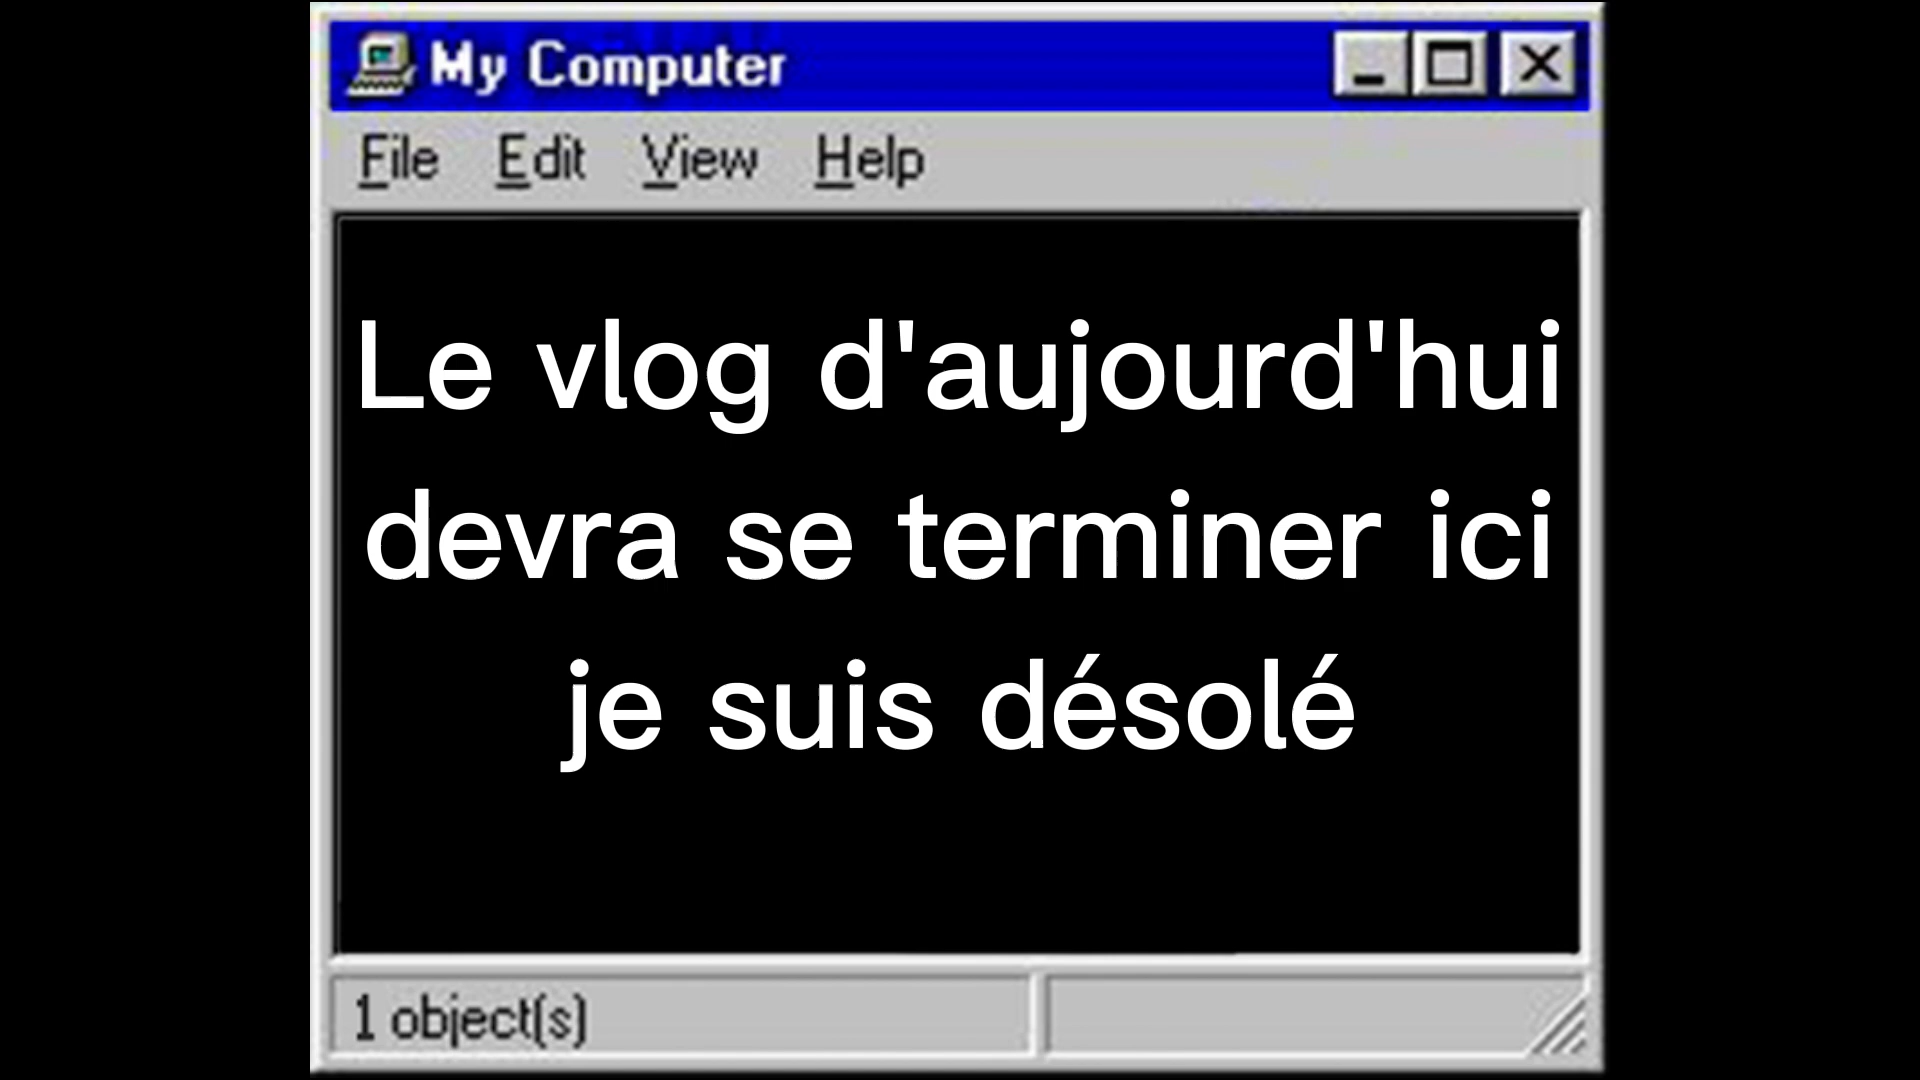 My Computer
File Edit View Help
Le vlog d'aujourd'hui
devra se terminer ici
je suis désolé
1 object(s)